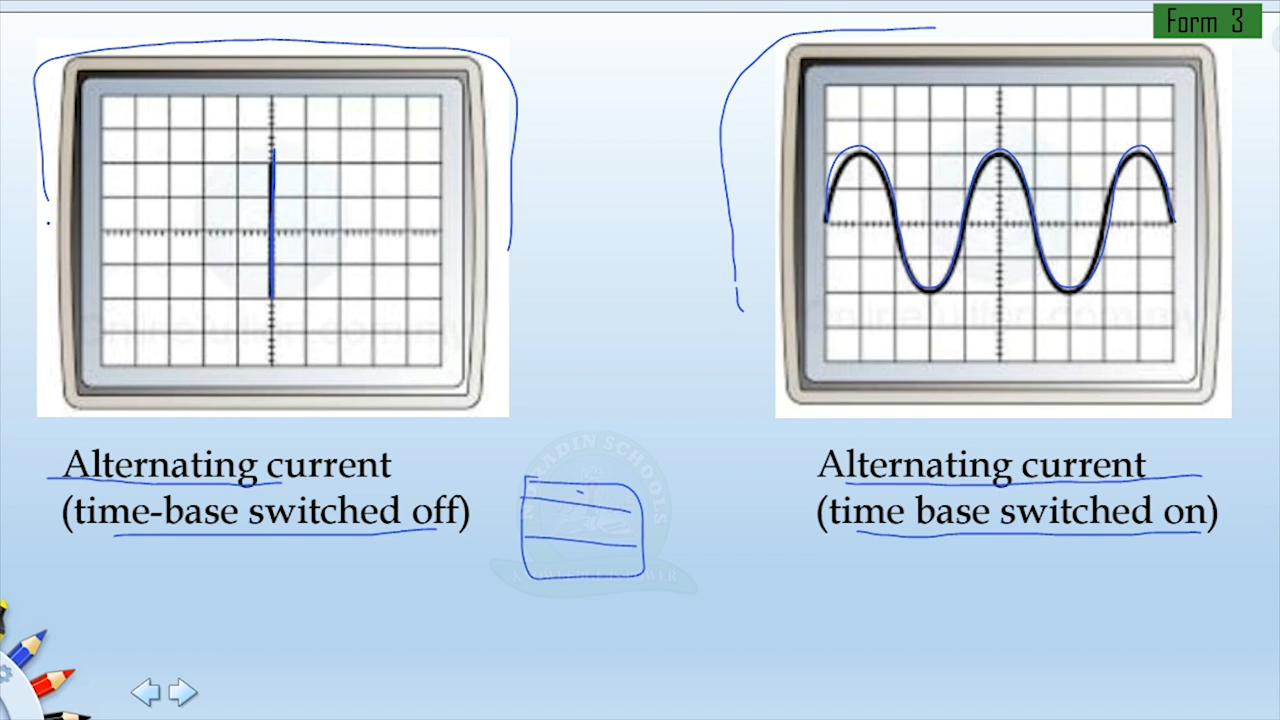 Form 3
Alternating current
(time-base switched off)
Alternating current
(time base switched on)